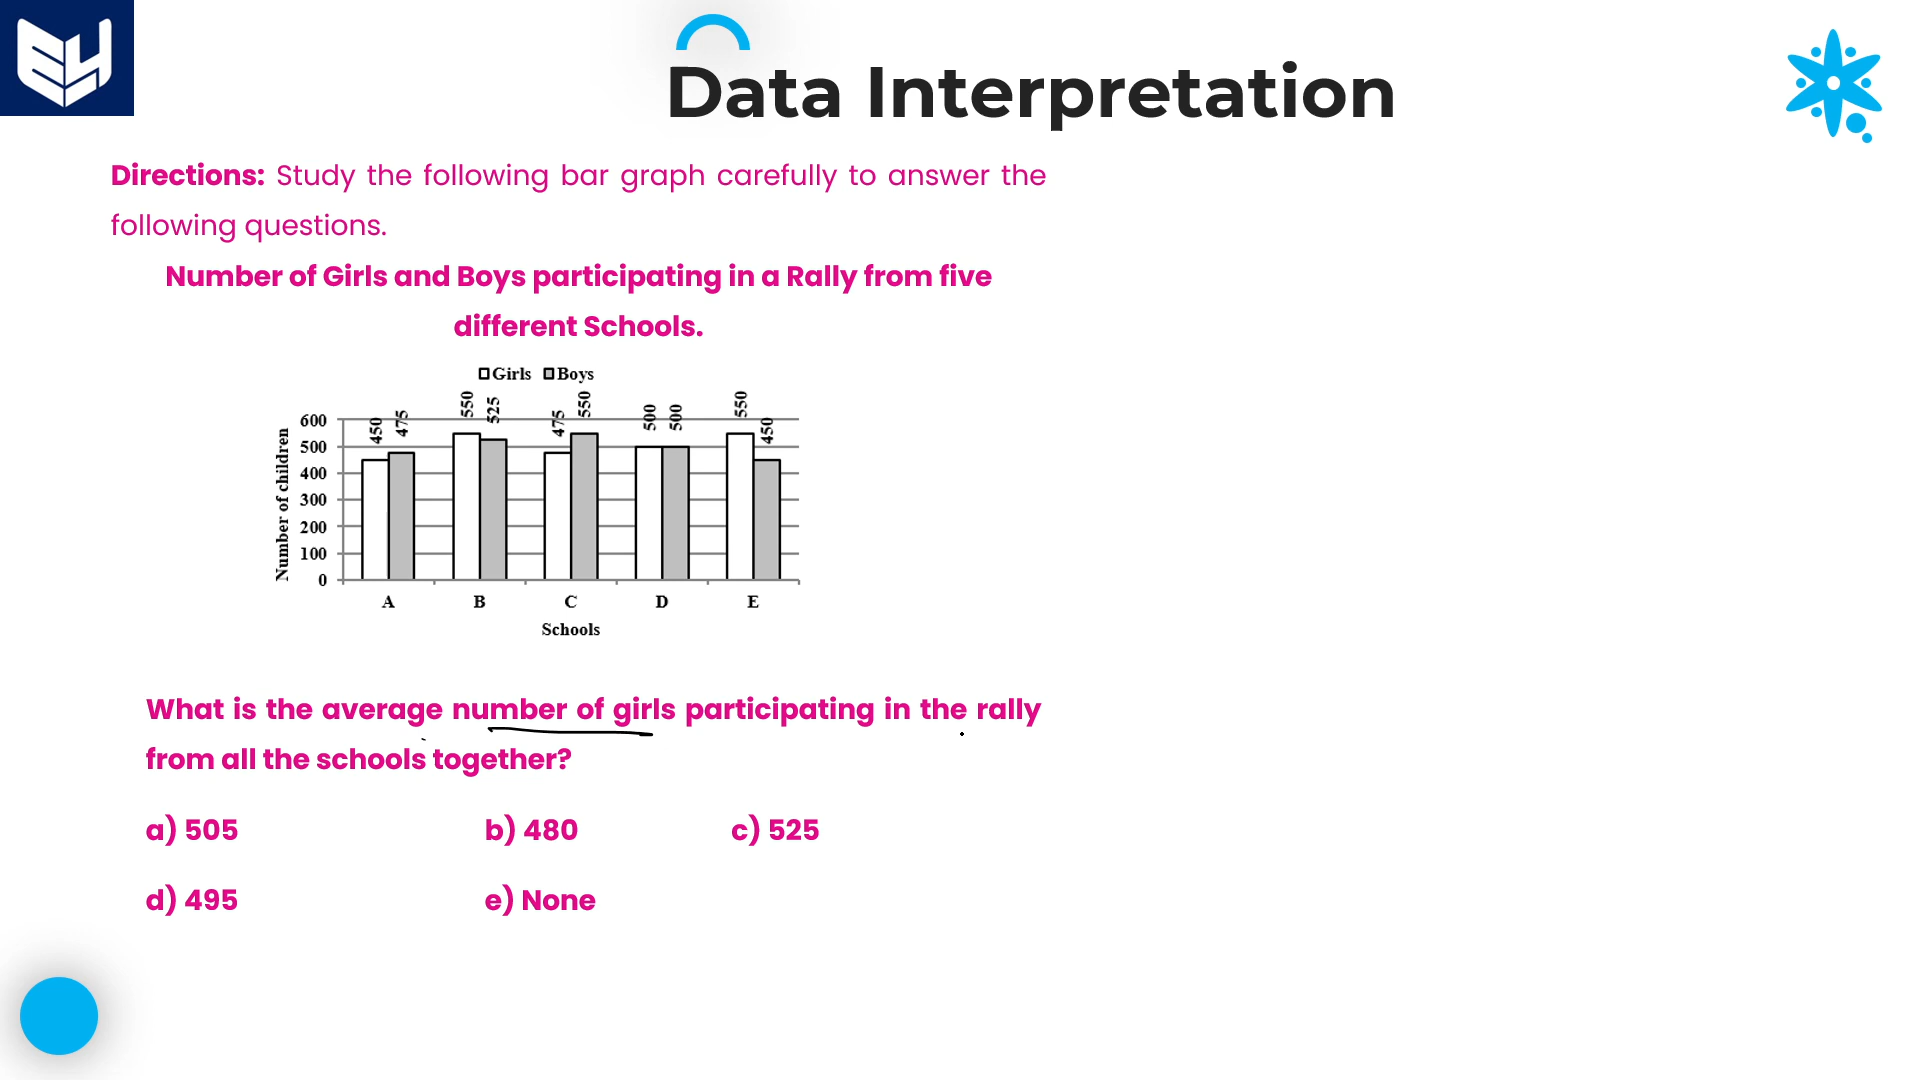 Data Interpretation
Directions: Study the following bar graph carefully to answer the
following questions.
Number of Girls and Boys participating in a Rally from five
different Schools.
Girls Boys
450 475 550 525 475 550 500 500 550 450
Number of children
600
500
400
300
200
100
0
A B C D E
Schools
What is the average number of girls participating in the rally
from all the schools together?
a) 505 b) 480 c) 525
d) 495 e) None